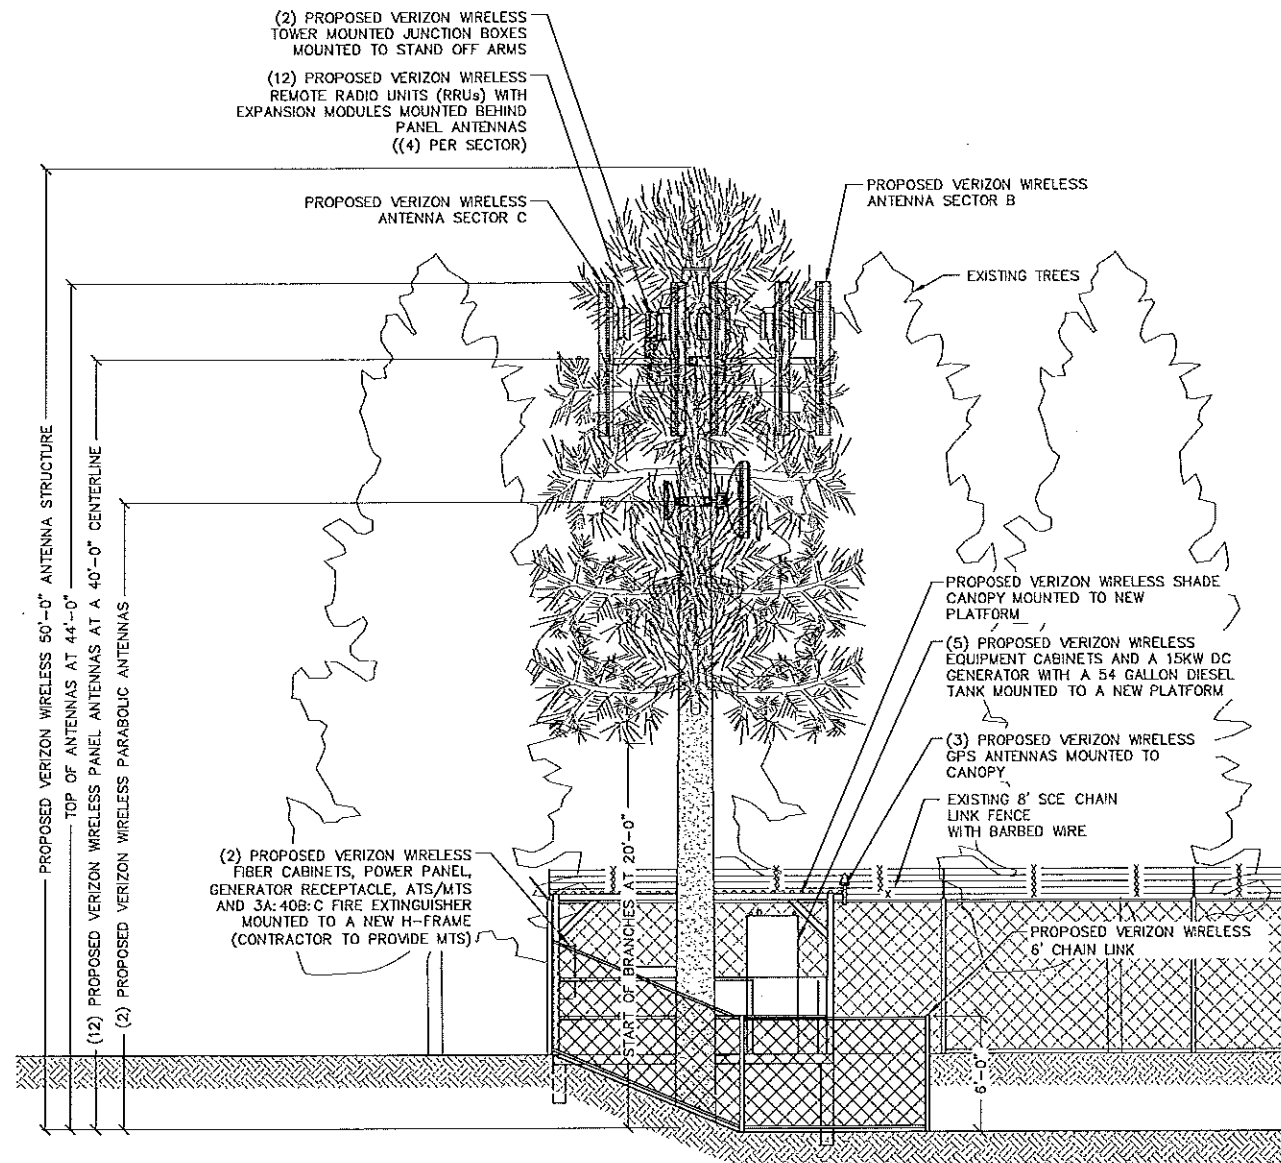 (2) PROPOSED VERIZON WIRELESS
TOWER MOUNTED JUNCTION BOXES
MOUNTED TO STAND OFF ARMS
(12) PROPOSED VERIZON WIRELESS
REMOTE RADIO UNITS (RRUs) WITH
EXPANSION MODULES MOUNTED BEHIND
PANEL ANTENNAS
((4) PER SECTOR)
PROPOSED VERIZON WIRELESS
ANTENNA SECTOR C
PROPOSED VERIZON WIRELESS
ANTENNA SECTOR B
EXISTING TREES
PROPOSED VERIZON WIRELESS 50'-0" ANTENNA STRUCTURE
TOP OF ANTENNAS AT 44'-0"
(12) PROPOSED VERIZON WIRELESS PANEL ANTENNAS AT A 40'-0" CENTERLINE
(2) PROPOSED VERIZON WIRELESS PARABOLIC ANTENNAS
PROPOSED VERIZON WIRELESS SHADE
CANOPY MOUNTED TO NEW
PLATFORM
(5) PROPOSED VERIZON WIRELESS
EQUIPMENT CABINETS AND A 15KW DC
GENERATOR WITH A 54 GALLON DIESEL
TANK MOUNTED TO A NEW PLATFORM
(3) PROPOSED VERIZON WIRELESS
GPS ANTENNAS MOUNTED TO
CANOPY
EXISTING 8' SCE CHAIN
LINK FENCE
WITH BARBED WIRE
(2) PROPOSED VERIZON WIRELESS
FIBER CABINETS, POWER PANEL,
GENERATOR RECEPTACLE, ATS/MTS
AND 3A:40B:C FIRE EXTINGUISHER
MOUNTED TO A NEW H-FRAME
(CONTRACTOR TO PROVIDE MTS)
START OF BRANCHES AT 20'-0"
PROPOSED VERIZON WIRELESS
6' CHAIN LINK
6'-0"